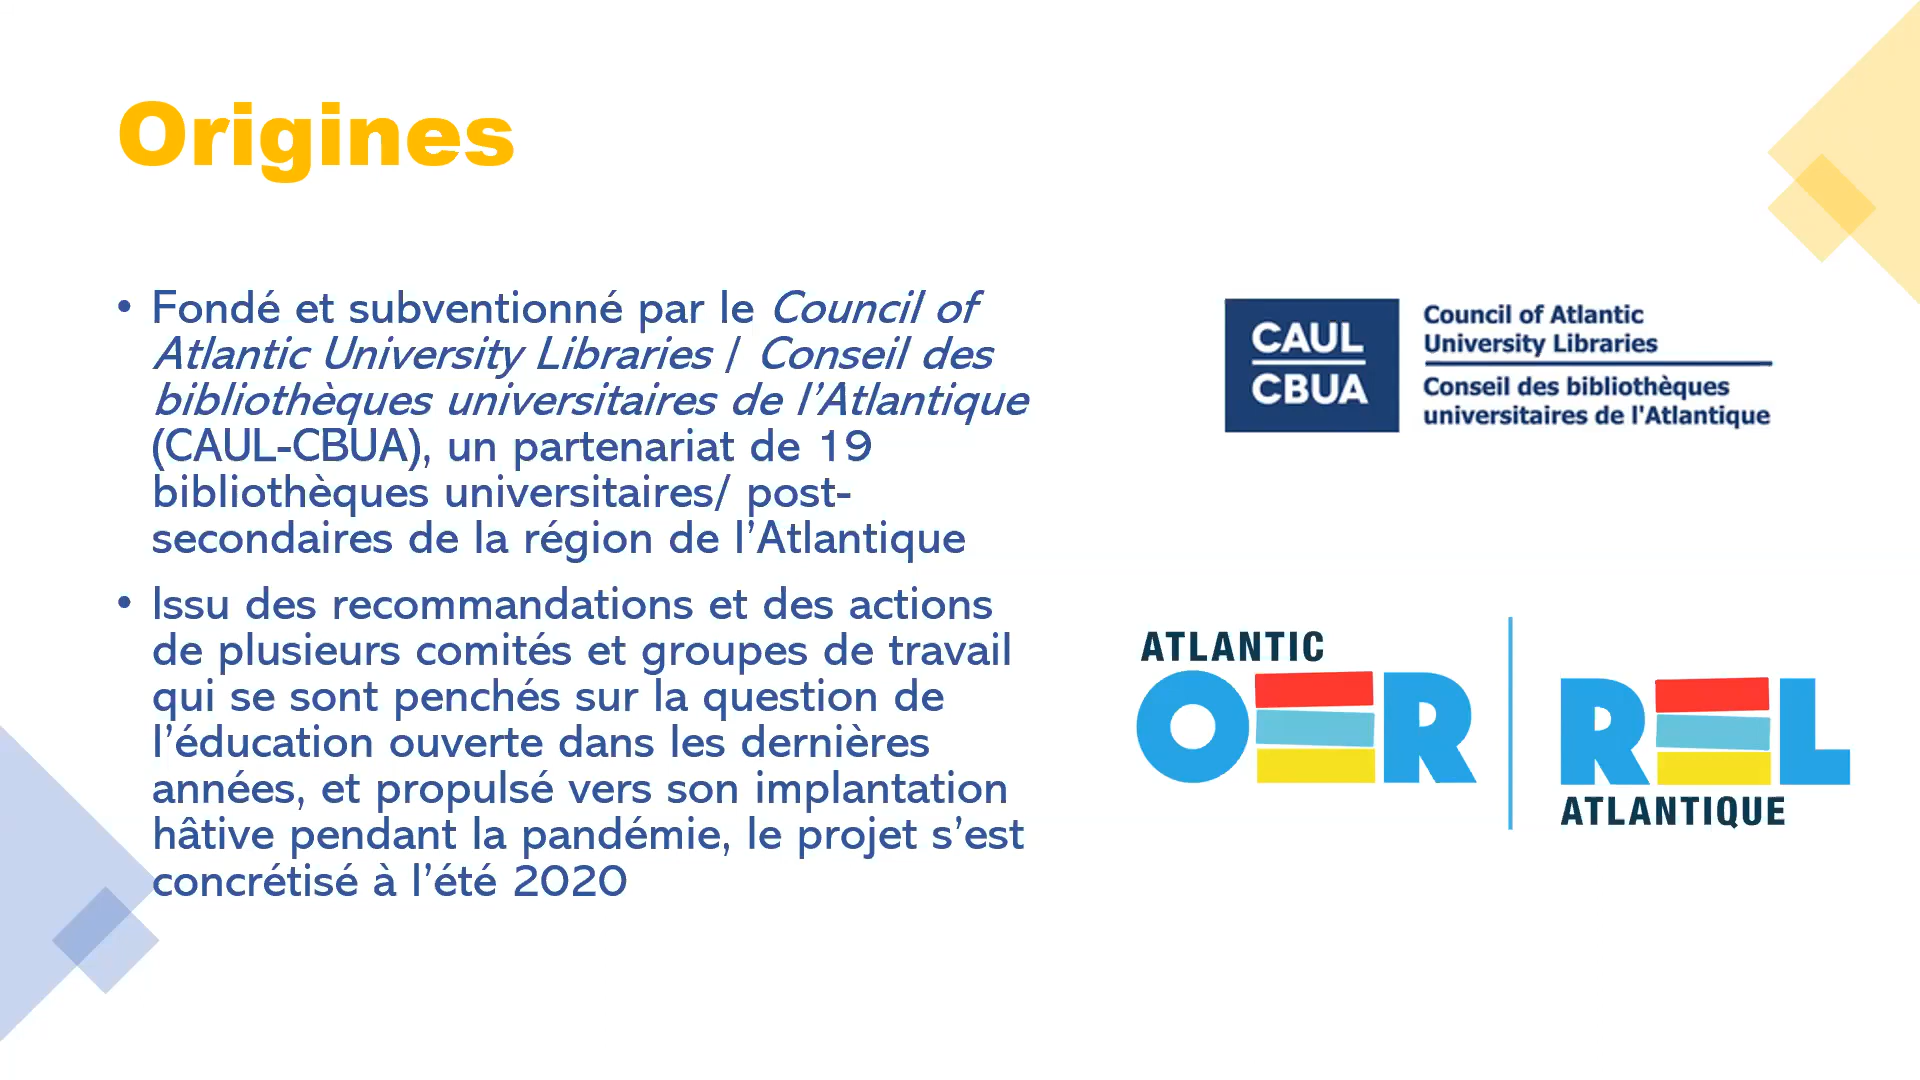 Origines
• Fondé et subventionné par le Council of
Atlantic University Libraries / Conseil des
bibliothèques universitaires de l’Atlantique
(CAUL-CBUA), un partenariat de 19
bibliothèques universitaires/ post-
secondaires de la région de l’Atlantique
• Issu des recommandations et des actions
de plusieurs comités et groupes de travail
qui se sont penchés sur la question de
l’éducation ouverte dans les dernières
années, et propulsé vers son implantation
hâtive pendant la pandémie, le projet s’est
concrétisé à l’été 2020
CAUL
CBUA
Council of Atlantic
University Libraries
Conseil des bibliothèques
universitaires de l'Atlantique
ATLANTIC
OER
REL
ATLANTIQUE